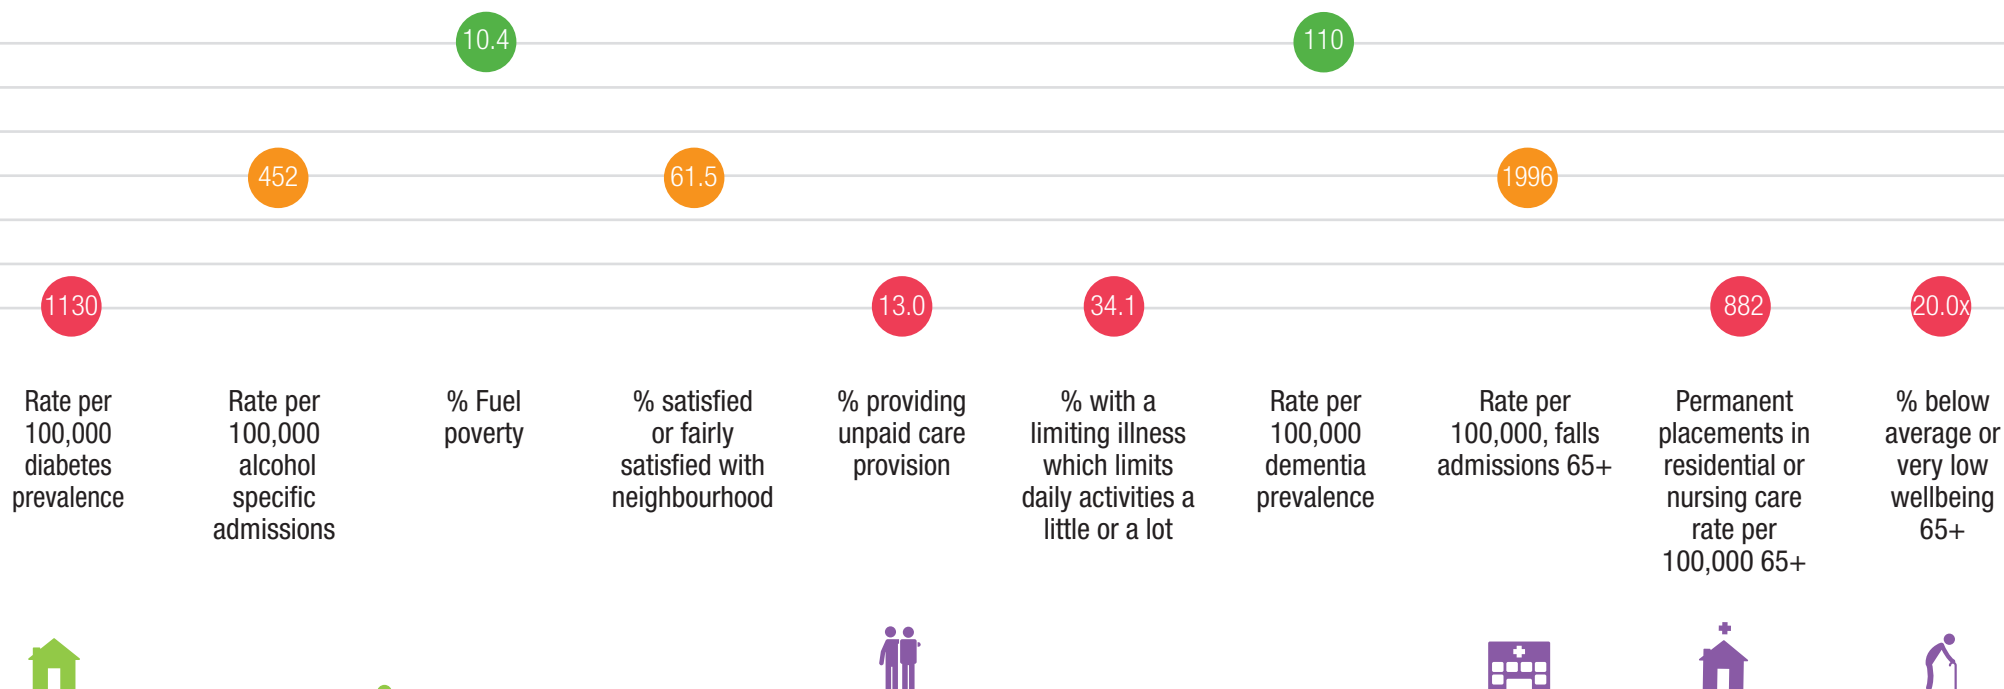 10.4
110
452
61.5
1996
1130
13.0
34.1
882
20.0x
Rate per
100,000
diabetes
prevalence
Rate per
100,000
alcohol
specific
admissions
% Fuel
poverty
% satisfied
or fairly
satisfied with
neighbourhood
% providing
unpaid care
provision
% with a
limiting illness
which limits
daily activities a
little or a lot
Rate per
100,000
dementia
prevalence
Rate per
100,000, falls
admissions 65+
Permanent
placements in
residential or
nursing care
rate per
100,000 65+
% below
average or
very low
wellbeing
65+